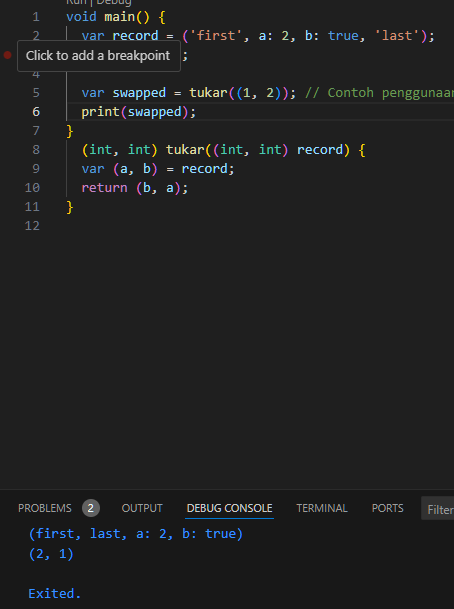 Run | Debug
1 void main() {
2 var record = ('first', a: 2, b: true, 'last');
Click to add a breakpoint ;
4
5 var swapped = tukar((1, 2)); // Contoh penggunaan
6 print(swapped);
7 }
8 (int, int) tukar((int, int) record) {
9 var (a, b) = record;
10 return (b, a);
11 }
12
PROBLEMS 2 OUTPUT DEBUG CONSOLE TERMINAL PORTS Filter
(first, last, a: 2, b: true)
(2, 1)
Exited.